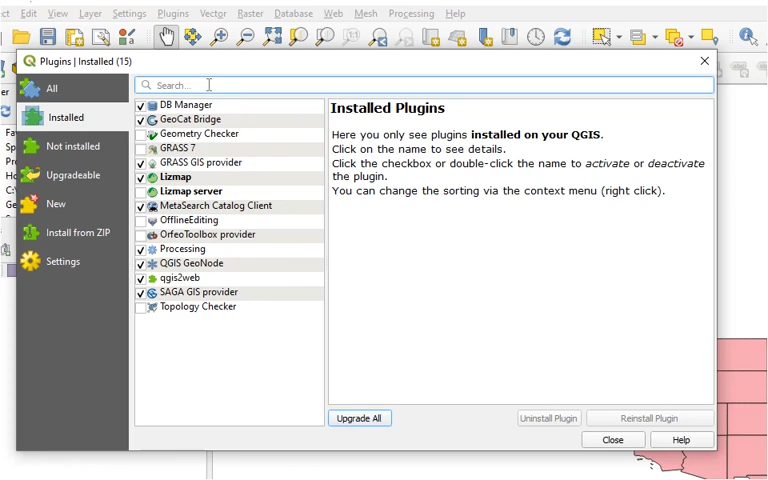 ect Edit View Layer Settings Plugins Vector Raster Database Web Mesh Processing Help
Plugins | Installed (15)
Search...
All
Installed
Not installed
Upgradeable
New
Install from ZIP
Settings
DB Manager
GeoCat Bridge
Geometry Checker
GRASS 7
GRASS GIS provider
Lizmap
Lizmap server
MetaSearch Catalog Client
OfflineEditing
OrfeoToolbox provider
Processing
QGIS GeoNode
qgis2web
SAGA GIS provider
Topology Checker
Installed Plugins
Here you only see plugins installed on your QGIS.
Click on the name to see details.
Click the checkbox or double-click the name to activate or deactivate
the plugin.
You can change the sorting via the context menu (right click).
Upgrade All
Uninstall Plugin
Reinstall Plugin
Close
Help